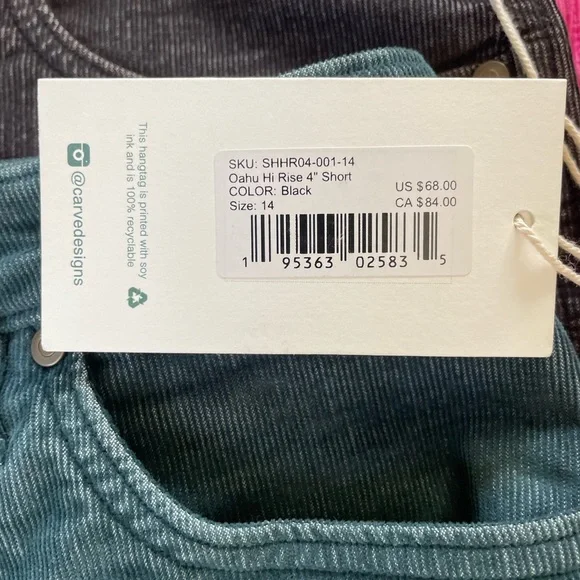 SKU: SHHR04-001-14
Oahu Hi Rise 4" Short
COLOR: Black US $68.00
Size: 14 CA $84.00
1 95363 02583 5
This hangtag is printed with soy
ink and is 100% recyclable
@carvedesigns